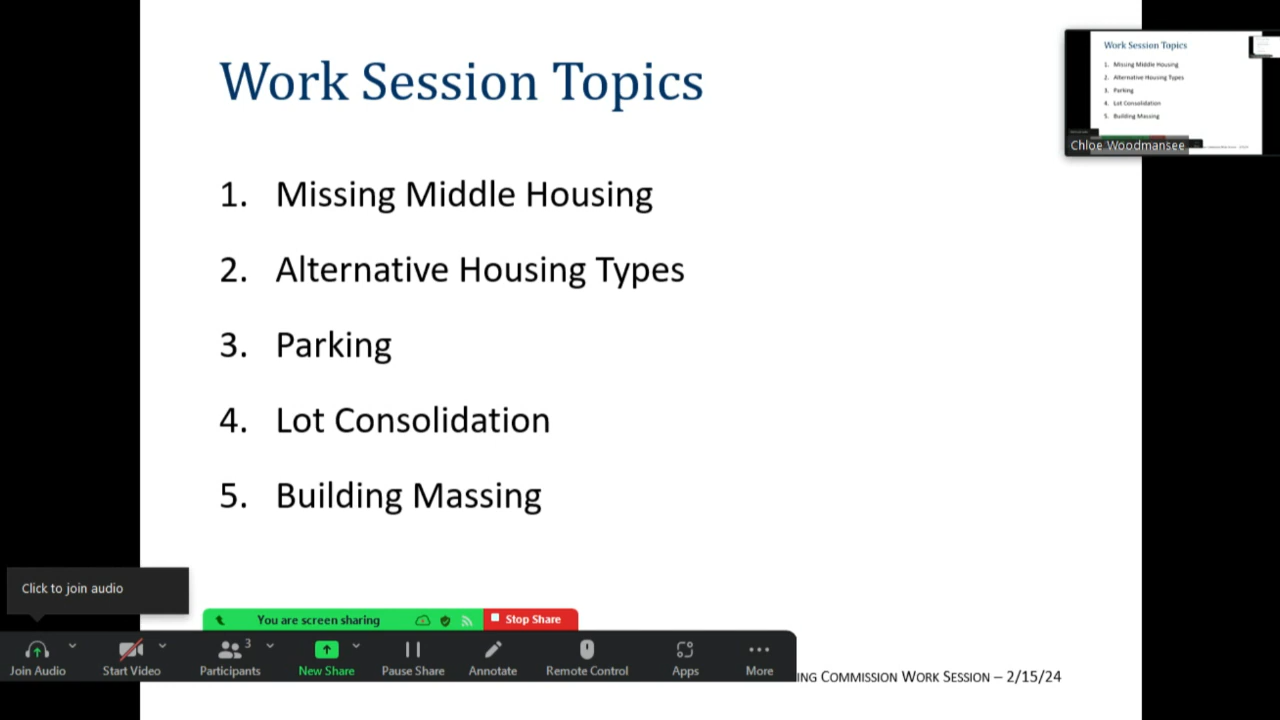 Work Session Topics
1. Missing Middle Housing
2. Alternative Housing Types
3. Parking
4. Lot Consolidation
5. Building Massing
Work Session Topics
1. Missing Middle Housing
2. Alternative Housing Types
3. Parking
4. Lot Consolidation
5. Building Massing
Chloe Woodmansee
Click to join audio
You are screen sharing
Stop Share
Join Audio
Start Video
3
Participants
New Share
Pause Share
Annotate
Remote Control
Apps
More
ING COMMISSION WORK SESSION – 2/15/24